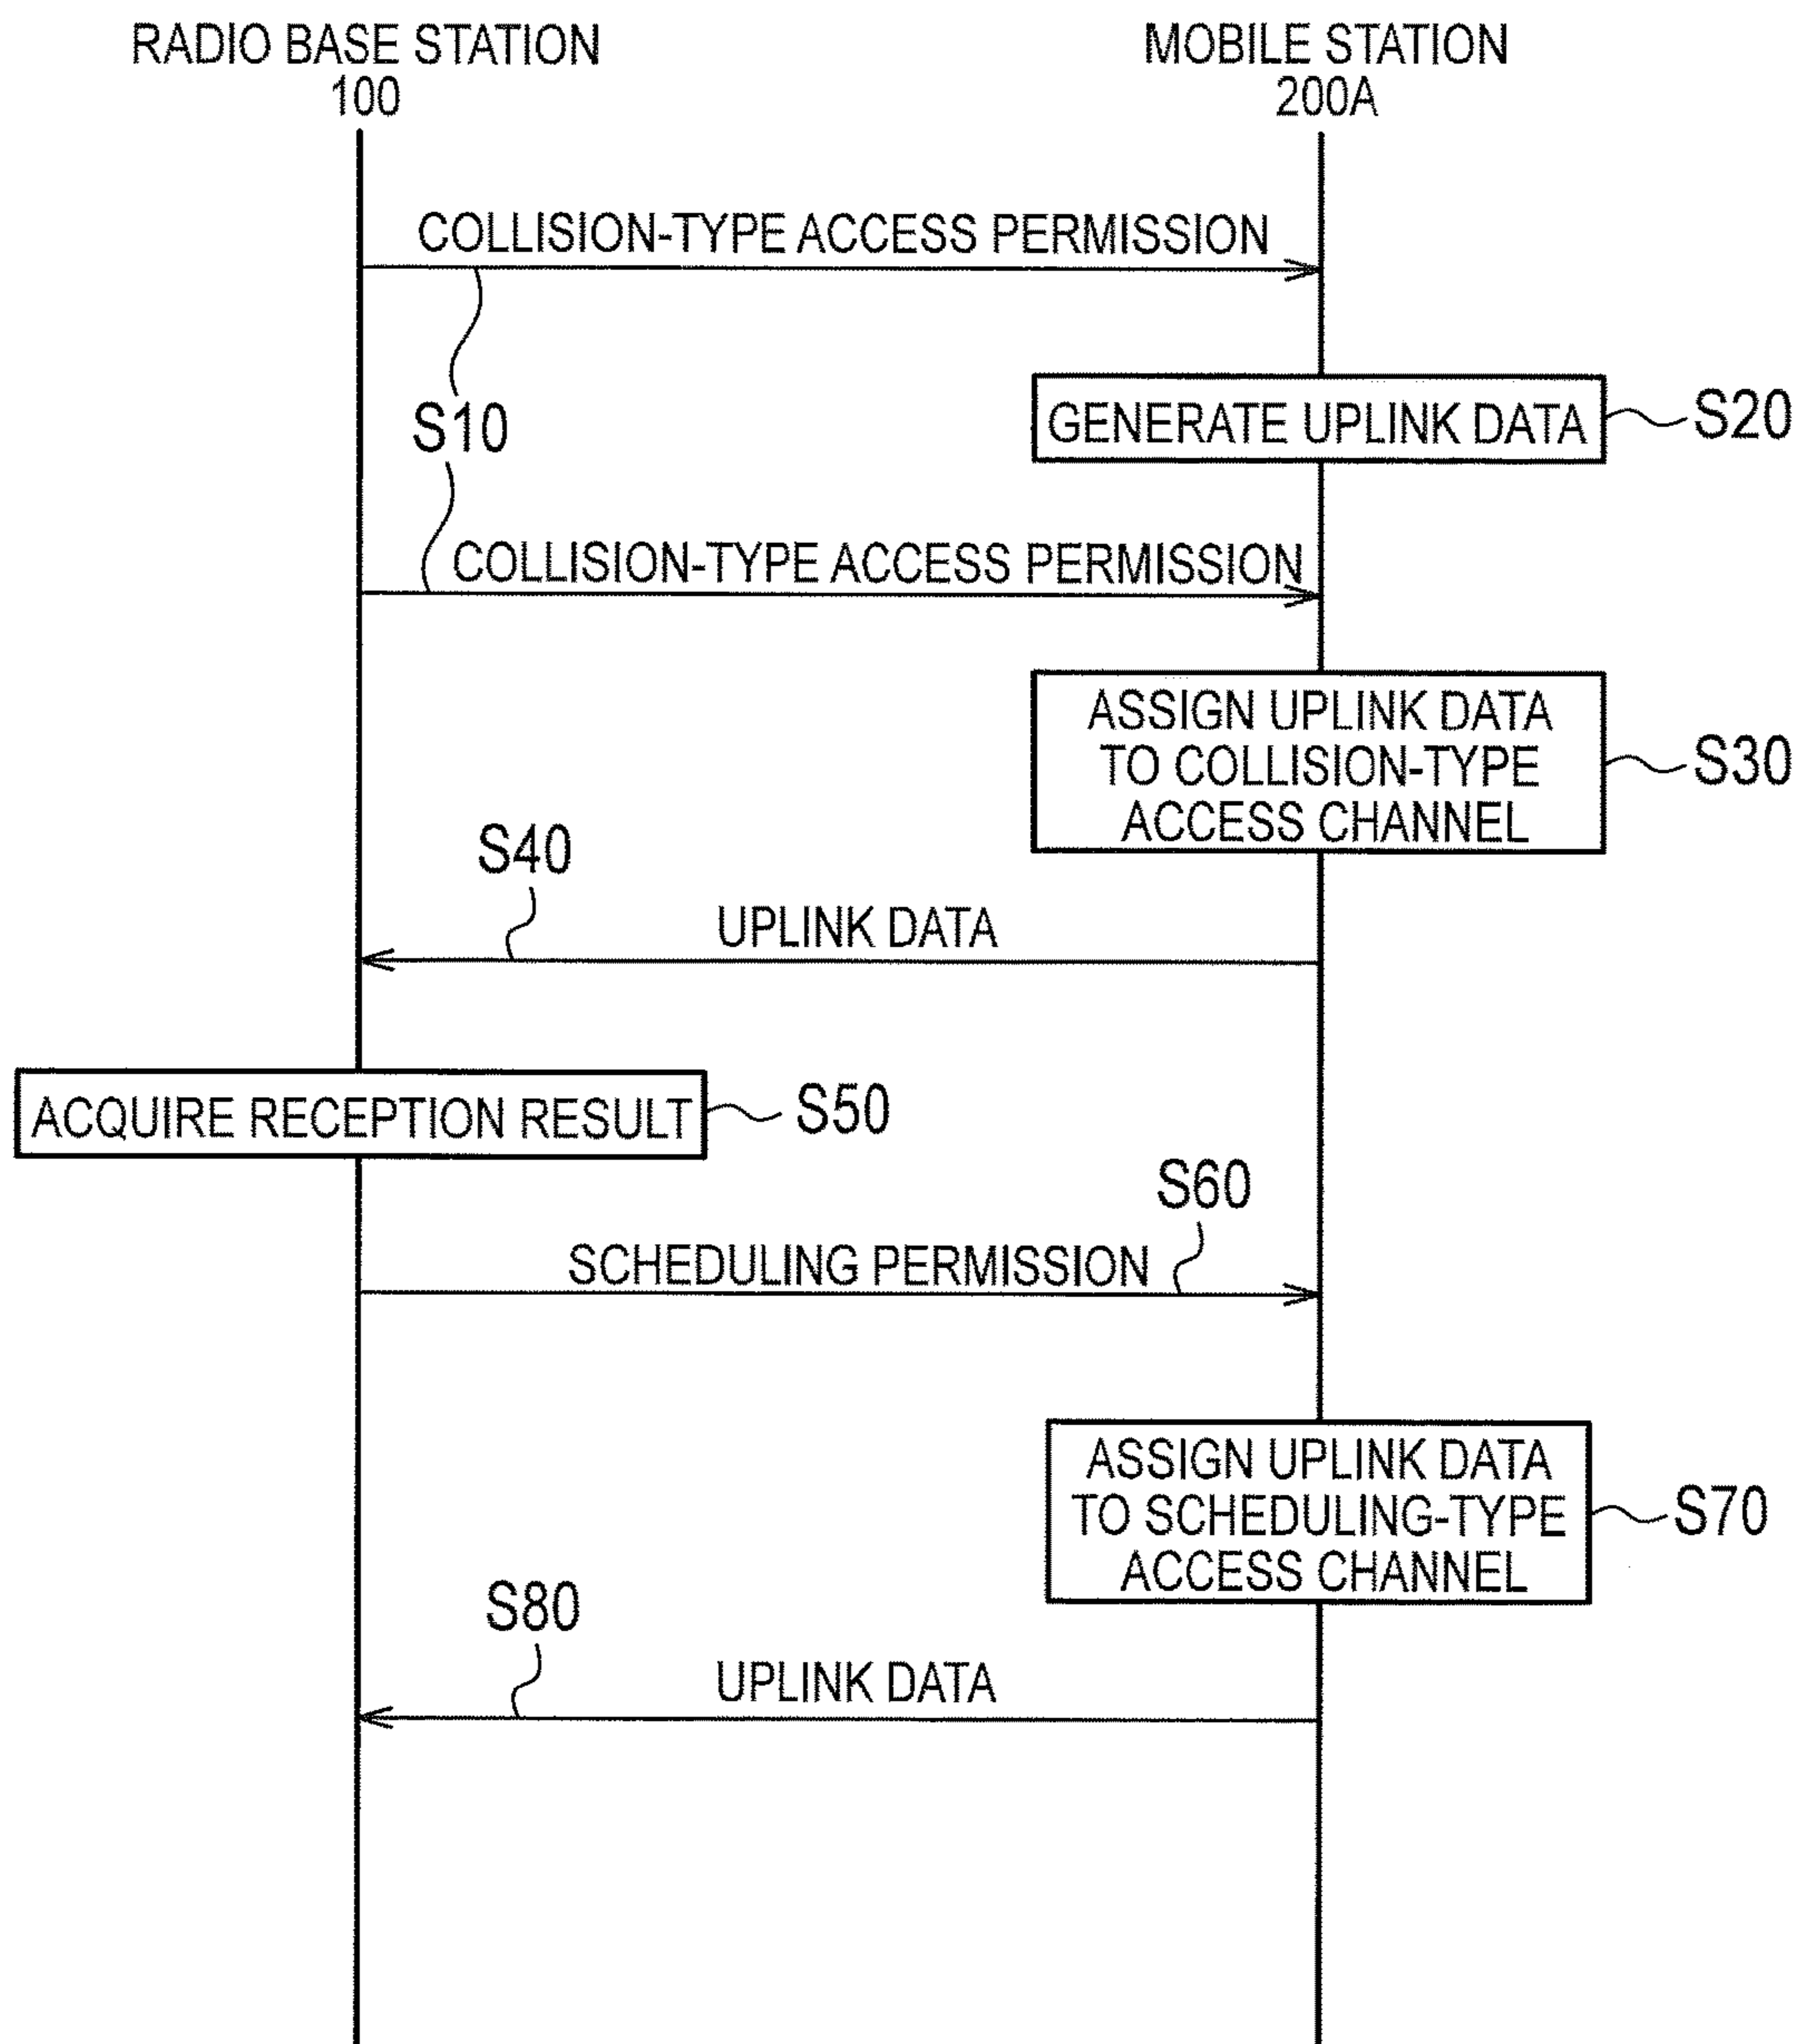 RADIO BASE STATION
100
MOBILE STATION
200A
COLLISION-TYPE ACCESS PERMISSION
S10
GENERATE UPLINK DATA
S20
COLLISION-TYPE ACCESS PERMISSION
ASSIGN UPLINK DATA
TO COLLISION-TYPE
ACCESS CHANNEL
S30
S40
UPLINK DATA
ACQUIRE RECEPTION RESULT
S50
S60
SCHEDULING PERMISSION
ASSIGN UPLINK DATA
TO SCHEDULING-TYPE
ACCESS CHANNEL
S70
S80
UPLINK DATA